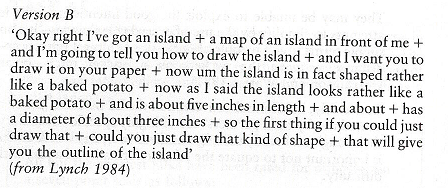 Version B
‘Okay right I’ve got an island + a map of an island in front of me +
and I’m going to tell you how to draw the island + and I want you to
draw it on your paper + now um the island is in fact shaped rather
like a baked potato + now as I said the island looks rather like a
baked potato + and is about five inches in length + and about + has
a diameter of about three inches + so the first thing if you could just
draw that + could you just draw that kind of shape + that will give
you the outline of the island’
(from Lynch 1984)